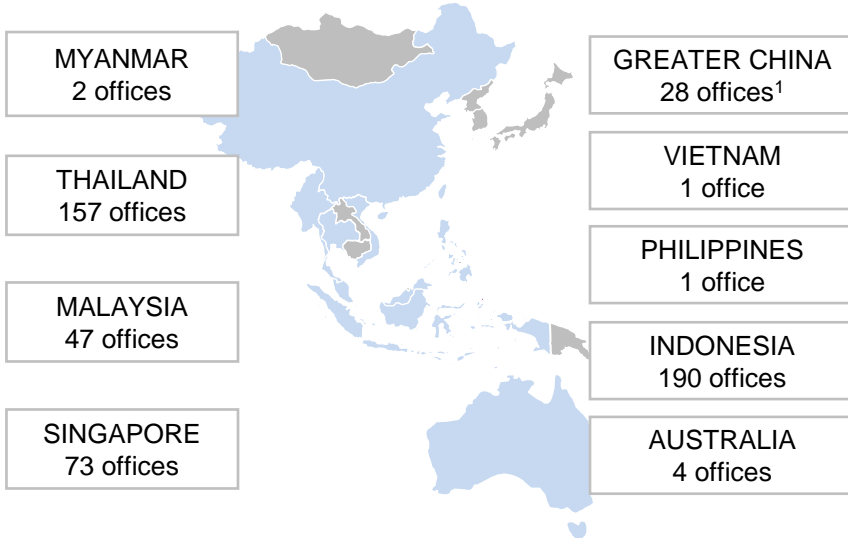 MYANMAR
2 offices
THAILAND
157 offices
MALAYSIA
47 offices
SINGAPORE
73 offices
GREATER CHINA
28 offices¹
VIETNAM
1 office
PHILIPPINES
1 office
INDONESIA
190 offices
AUSTRALIA
4 offices